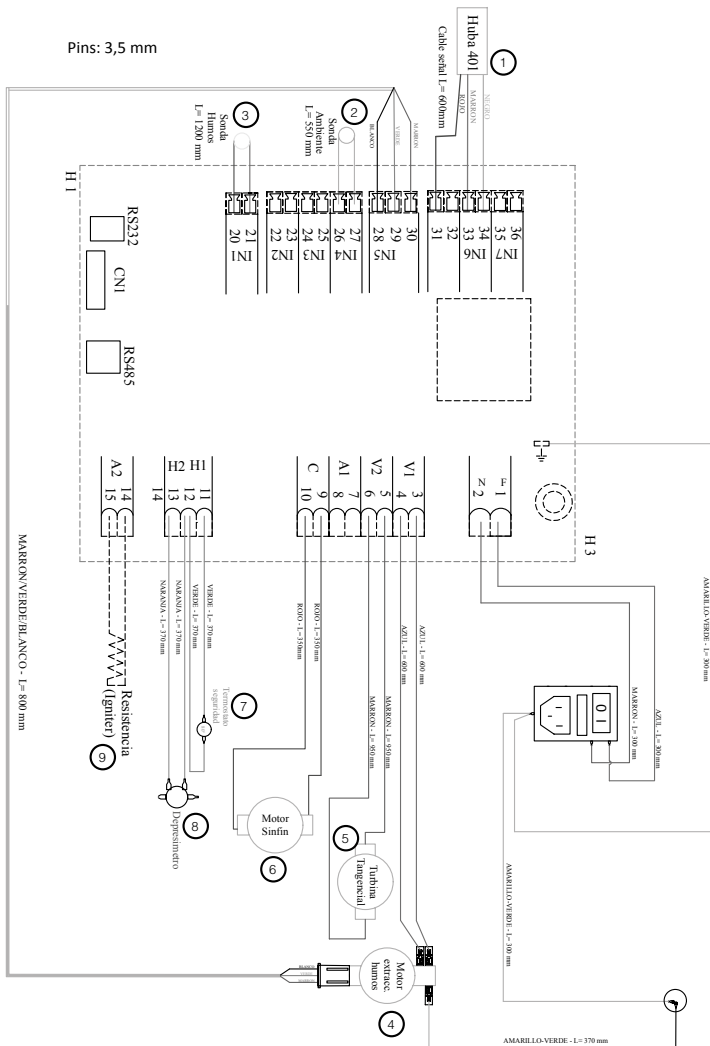 Pins: 3,5 mm
Huba 401
1
Cable señal L= 600mm
ROJO
MARRON
NEGRO
2
Sonda
Ambiente
L= 550 mm
3
Sonda
Humos
L= 1200 mm
BLANCO
VERDE
MARRON
H1
RS232
CN1
RS485
20
21
IN1
22
23
IN2
24
25
IN3
26
27
IN4
28
29
30
IN5
31
32
33
34
IN6
35
36
IN7
A2
15
14
H2
H1
14
13
12
11
C
10
9
A1
8
7
V2
6
5
V1
4
3
N
2
F
1
H3
MARRON/VERDE/BLANCO - L= 800 mm
NARANJA - L= 370 mm
NARANJA - L= 370 mm
VERDE - L= 370 mm
VERDE - L= 370 mm
ROJO - L=350mm
ROJO - L=350 mm
MARRON - L= 950 mm
MARRON - L= 950 mm
AZUL - L= 600 mm
AZUL - L= 600 mm
MARRON - L= 300 mm
AZUL - L= 300 mm
AMARILLO-VERDE - L= 300 mm
Resistencia
(Igniter)
9
Termostato
seguridad
7
Depresimetro
8
Motor
Sinfin
6
5
Turbina
Tangencial
Motor
extracc.
humos
4
BLANCO
VERDE
MARRON
AMARILLO-VERDE - L= 300 mm
AMARILLO-VERDE - L= 370 mm